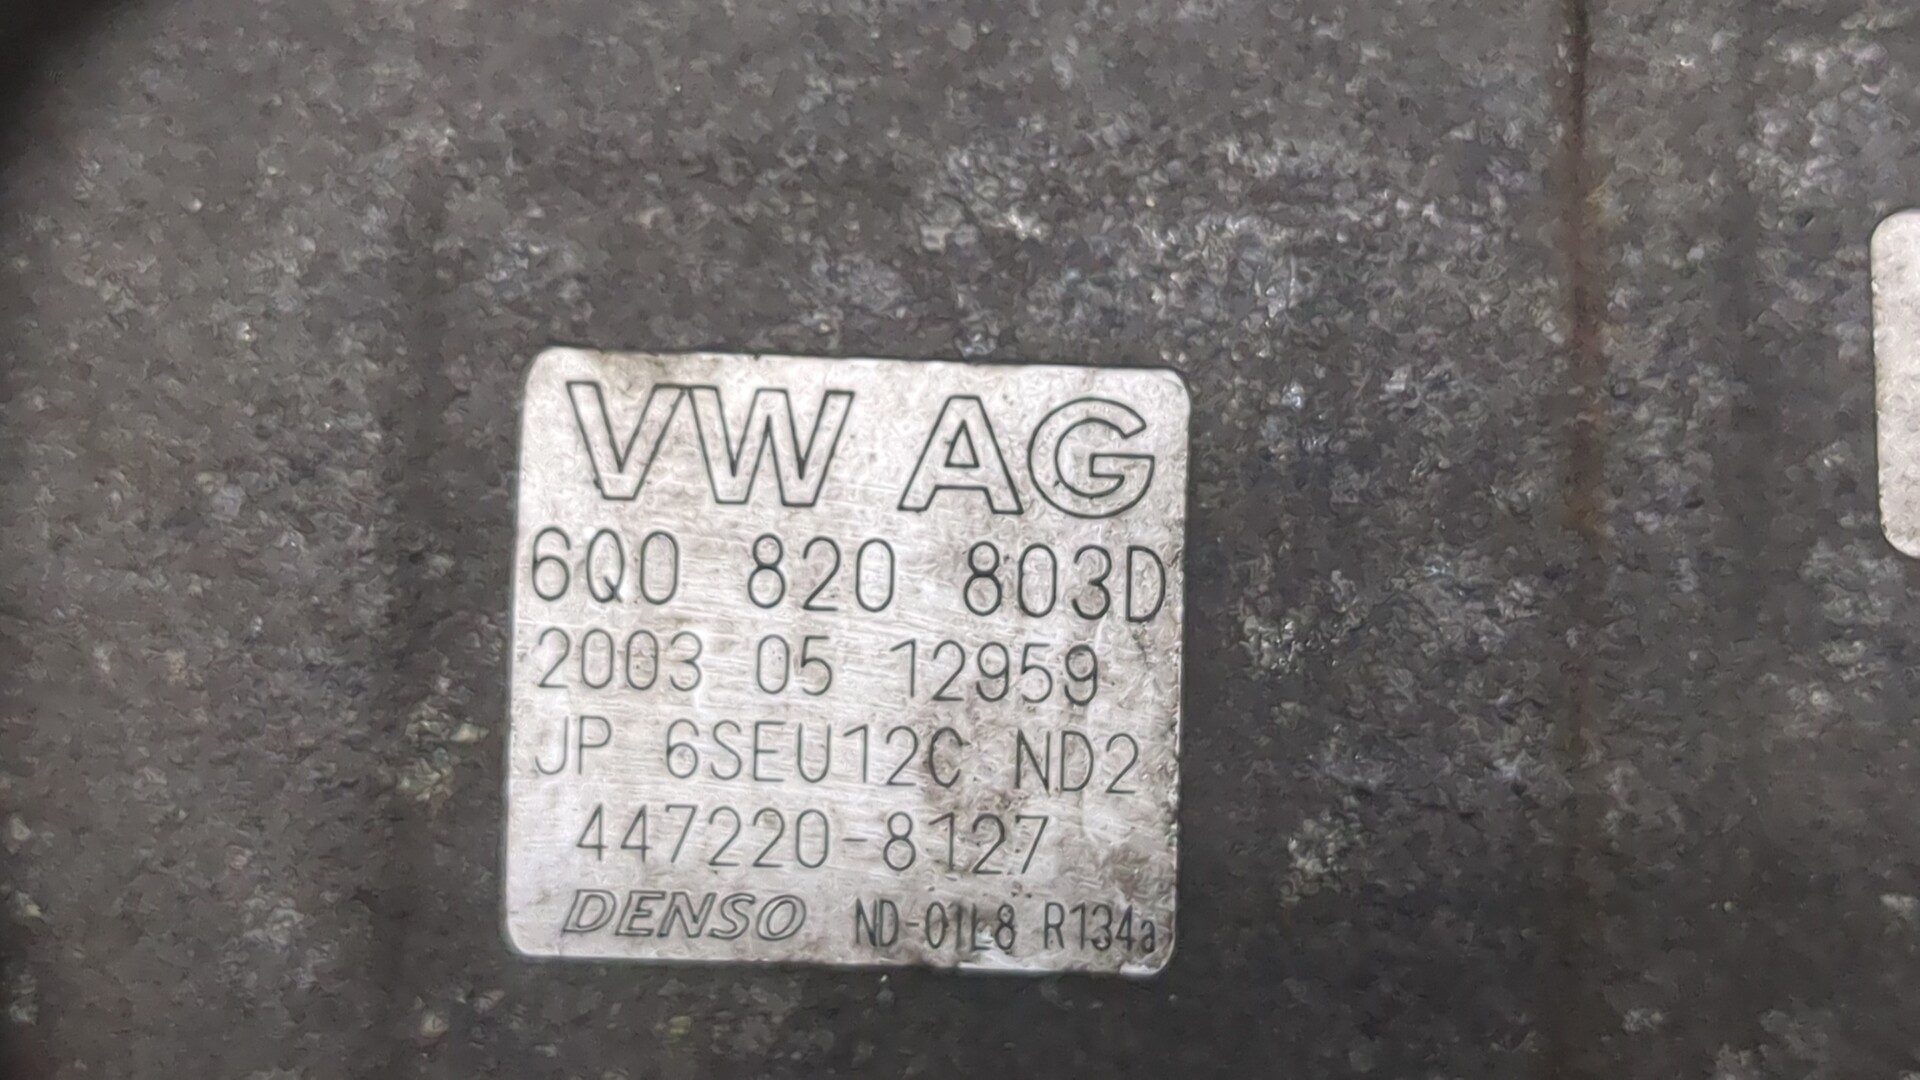 VW AG
6Q0 820 803D
2003 05 12959
JP 6SEU12C ND2
447220-8127
DENSO ND-OIL8 R134a